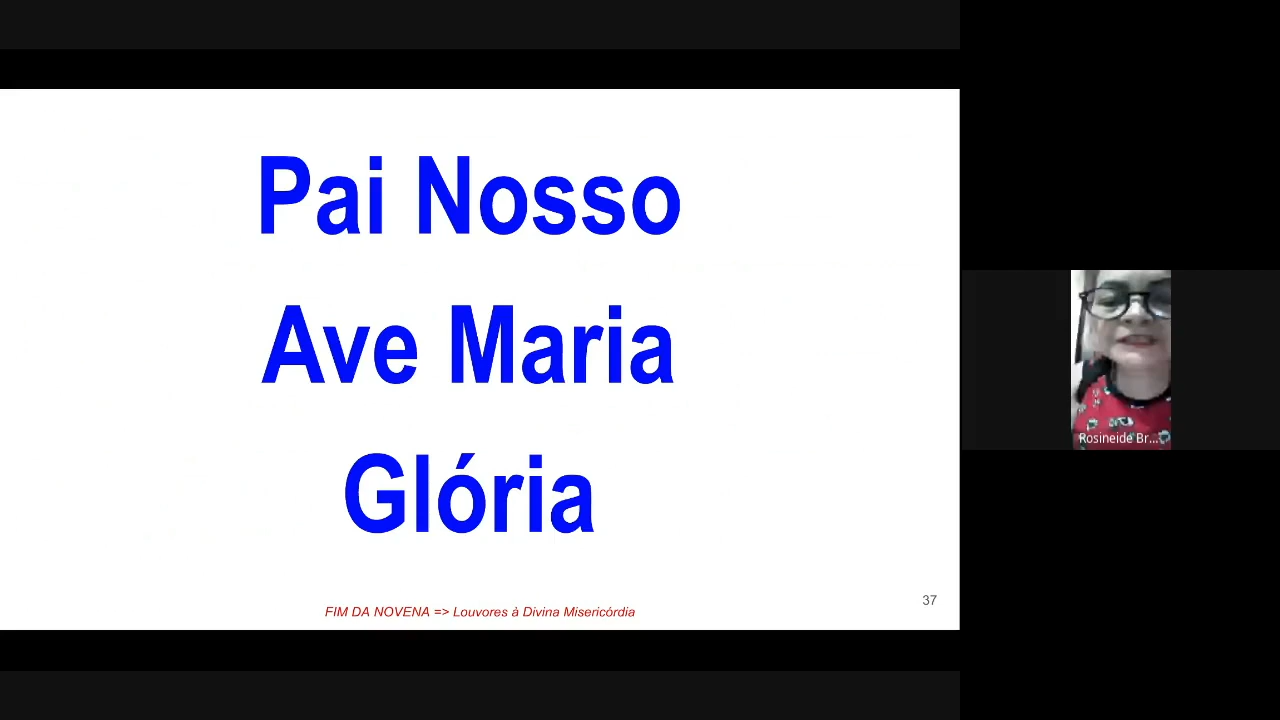 Pai Nosso
Ave Maria
Glória
37
FIM DA NOVENA => Louvores à Divina Misericórdia
Rosineide Br...